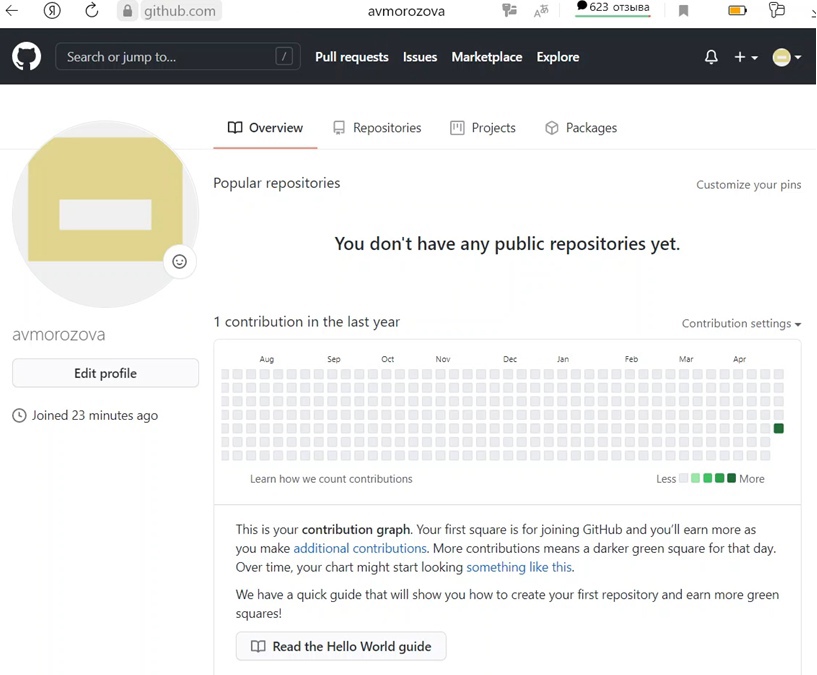 Я github.com avmorozova 623 отзыва
Search or jump to... / Pull requests Issues Marketplace Explore
Overview Repositories Projects Packages
Popular repositories Customize your pins
You don't have any public repositories yet.
avmorozova
Edit profile
Joined 23 minutes ago
1 contribution in the last year Contribution settings
Aug Sep Oct Nov Dec Jan Feb Mar Apr
Learn how we count contributions Less More
This is your contribution graph. Your first square is for joining GitHub and you'll earn more as
you make additional contributions. More contributions means a darker green square for that day.
Over time, your chart might start looking something like this.
We have a quick guide that will show you how to create your first repository and earn more green
squares!
Read the Hello World guide